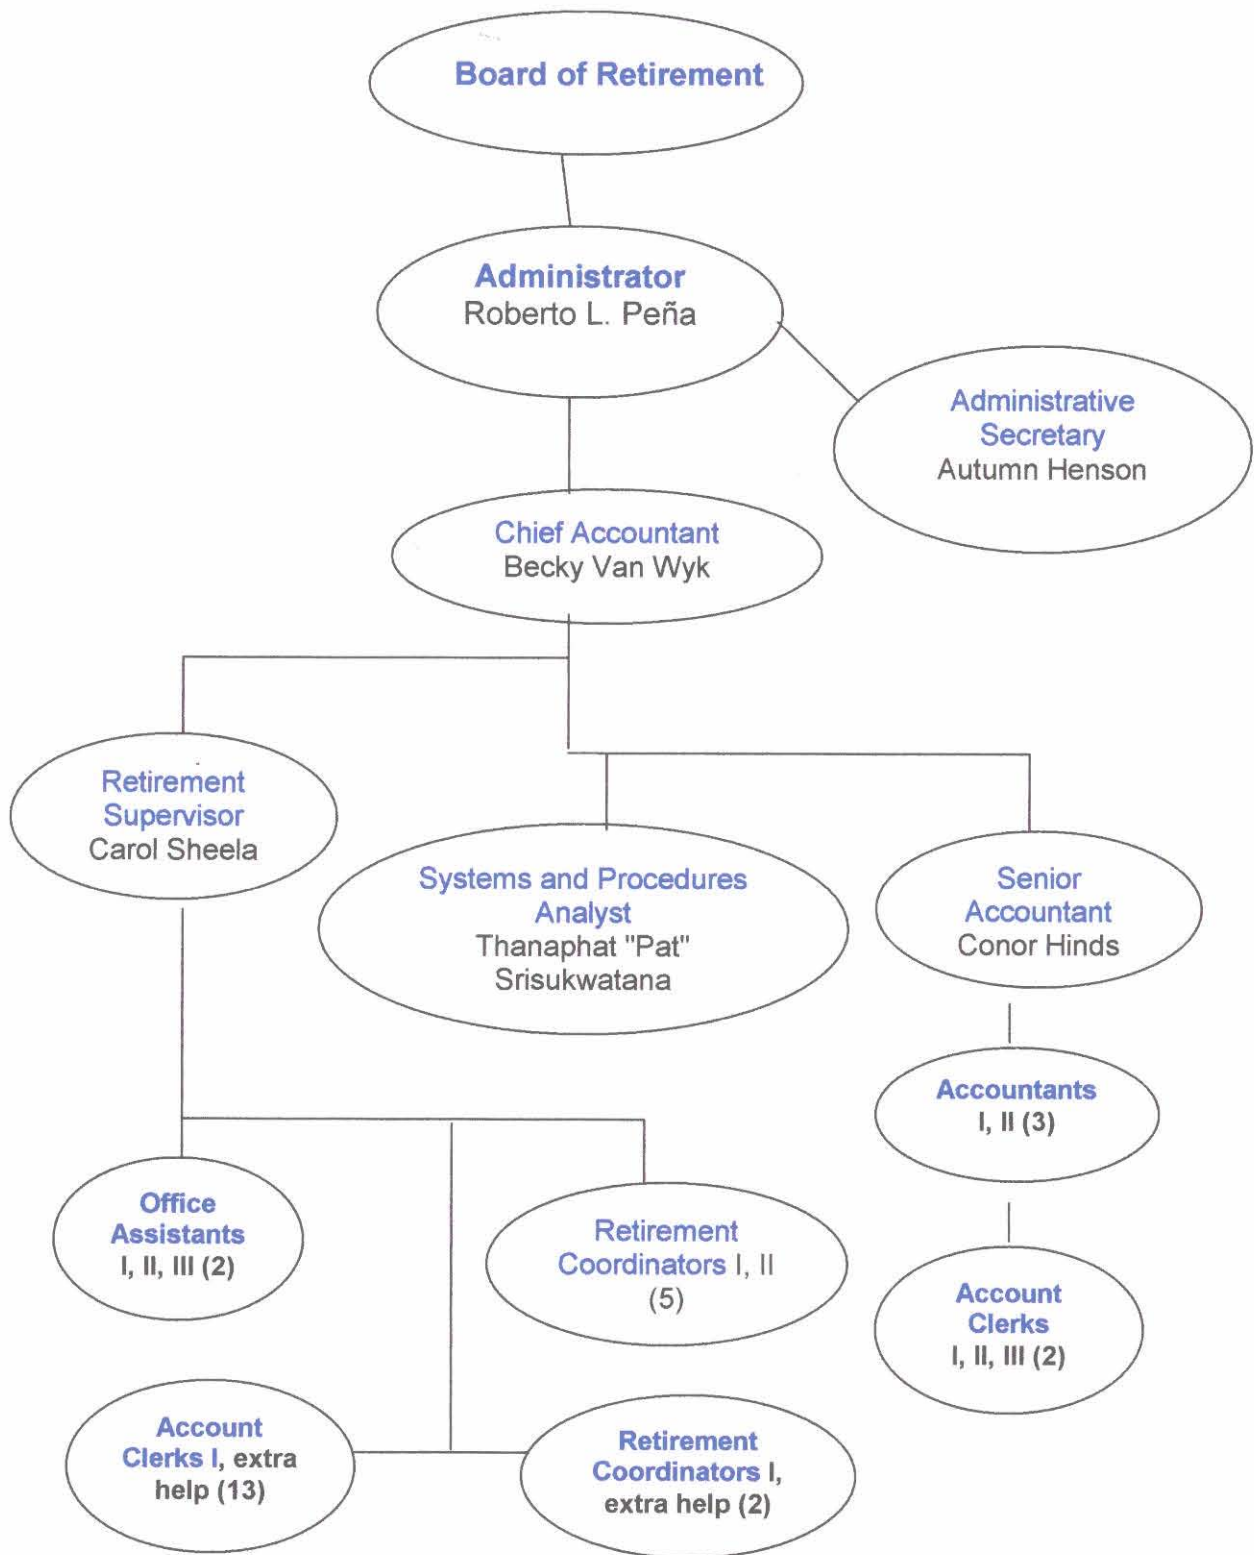 Board of Retirement
Administrator
Roberto L. Peña
Administrative
Secretary
Autumn Henson
Chief Accountant
Becky Van Wyk
Retirement
Supervisor
Carol Sheela
Systems and Procedures
Analyst
Thanaphat "Pat"
Srisukwatana
Senior
Accountant
Conor Hinds
Accountants
I, II (3)
Office
Assistants
I, II, III (2)
Retirement
Coordinators I, II
(5)
Account
Clerks
I, II, III (2)
Account
Clerks I, extra
help (13)
Retirement
Coordinators I,
extra help (2)